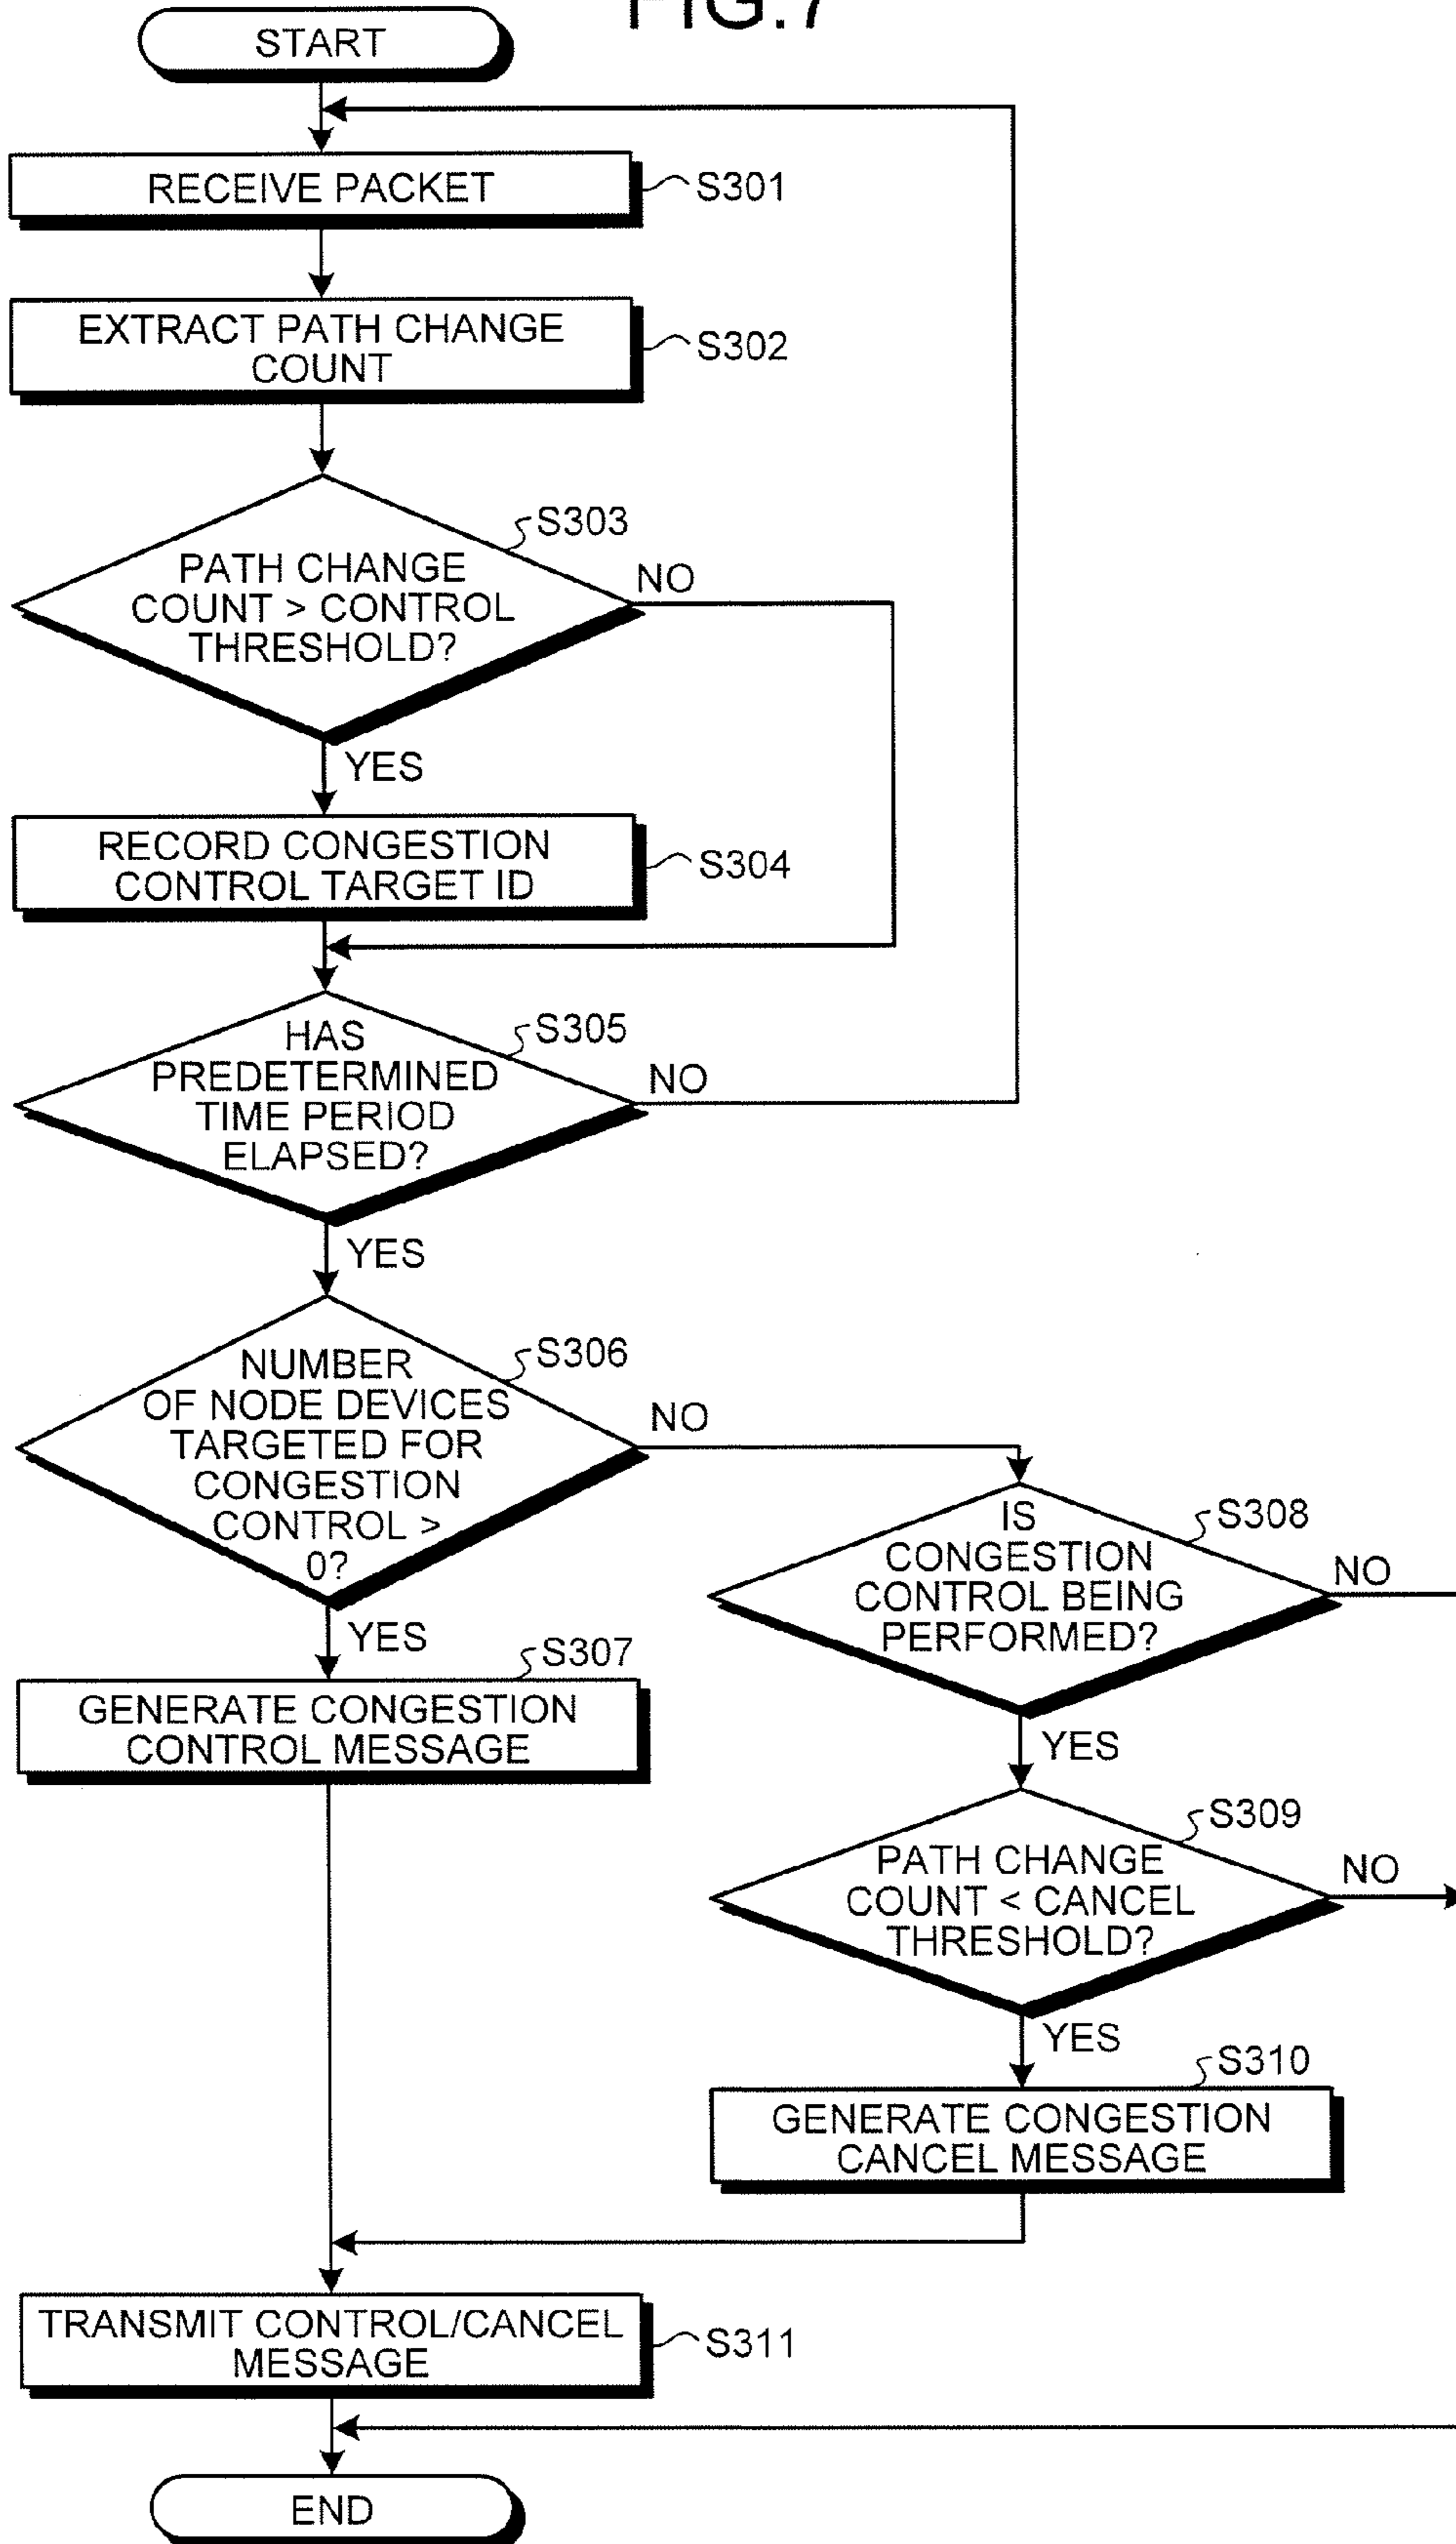 FIG.7
START
RECEIVE PACKET
S301
EXTRACT PATH CHANGE
COUNT
S302
S303
PATH CHANGE
COUNT > CONTROL
THRESHOLD?
NO
YES
RECORD CONGESTION
CONTROL TARGET ID
S304
S305
HAS
PREDETERMINED
TIME PERIOD
ELAPSED?
NO
YES
S306
NUMBER
OF NODE DEVICES
TARGETED FOR
CONGESTION
CONTROL >
0?
NO
YES
S307
GENERATE CONGESTION
CONTROL MESSAGE
S308
IS
CONGESTION
CONTROL BEING
PERFORMED?
NO
YES
S309
PATH CHANGE
COUNT < CANCEL
THRESHOLD?
NO
YES
S310
GENERATE CONGESTION
CANCEL MESSAGE
TRANSMIT CONTROL/CANCEL
MESSAGE
S311
END